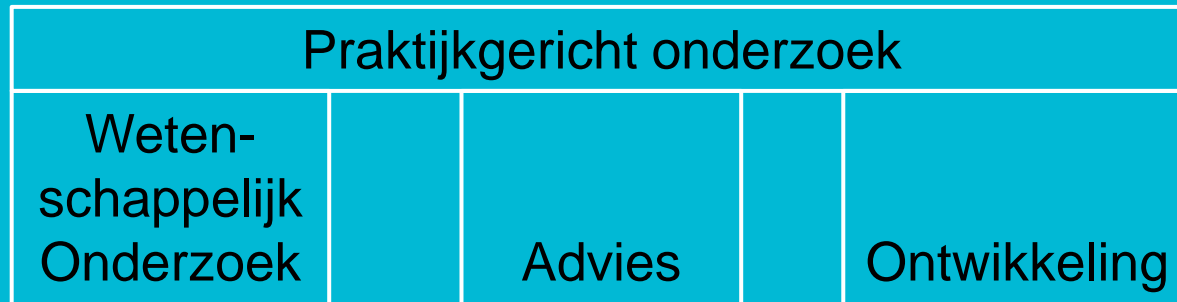 Praktijkgericht onderzoek
Weten-
schappelijk
Onderzoek
Advies
Ontwikkeling